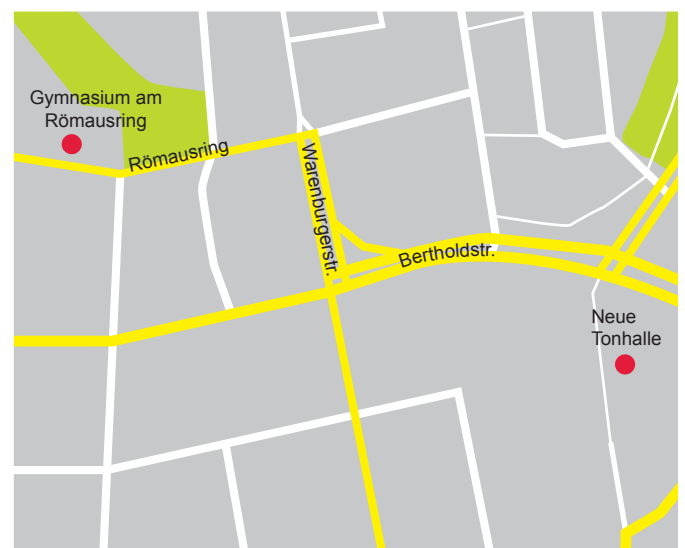 Gymnasium am
Römausring
Römausring
Warenburgerstr.
Bertholdstr.
Neue
Tonhalle